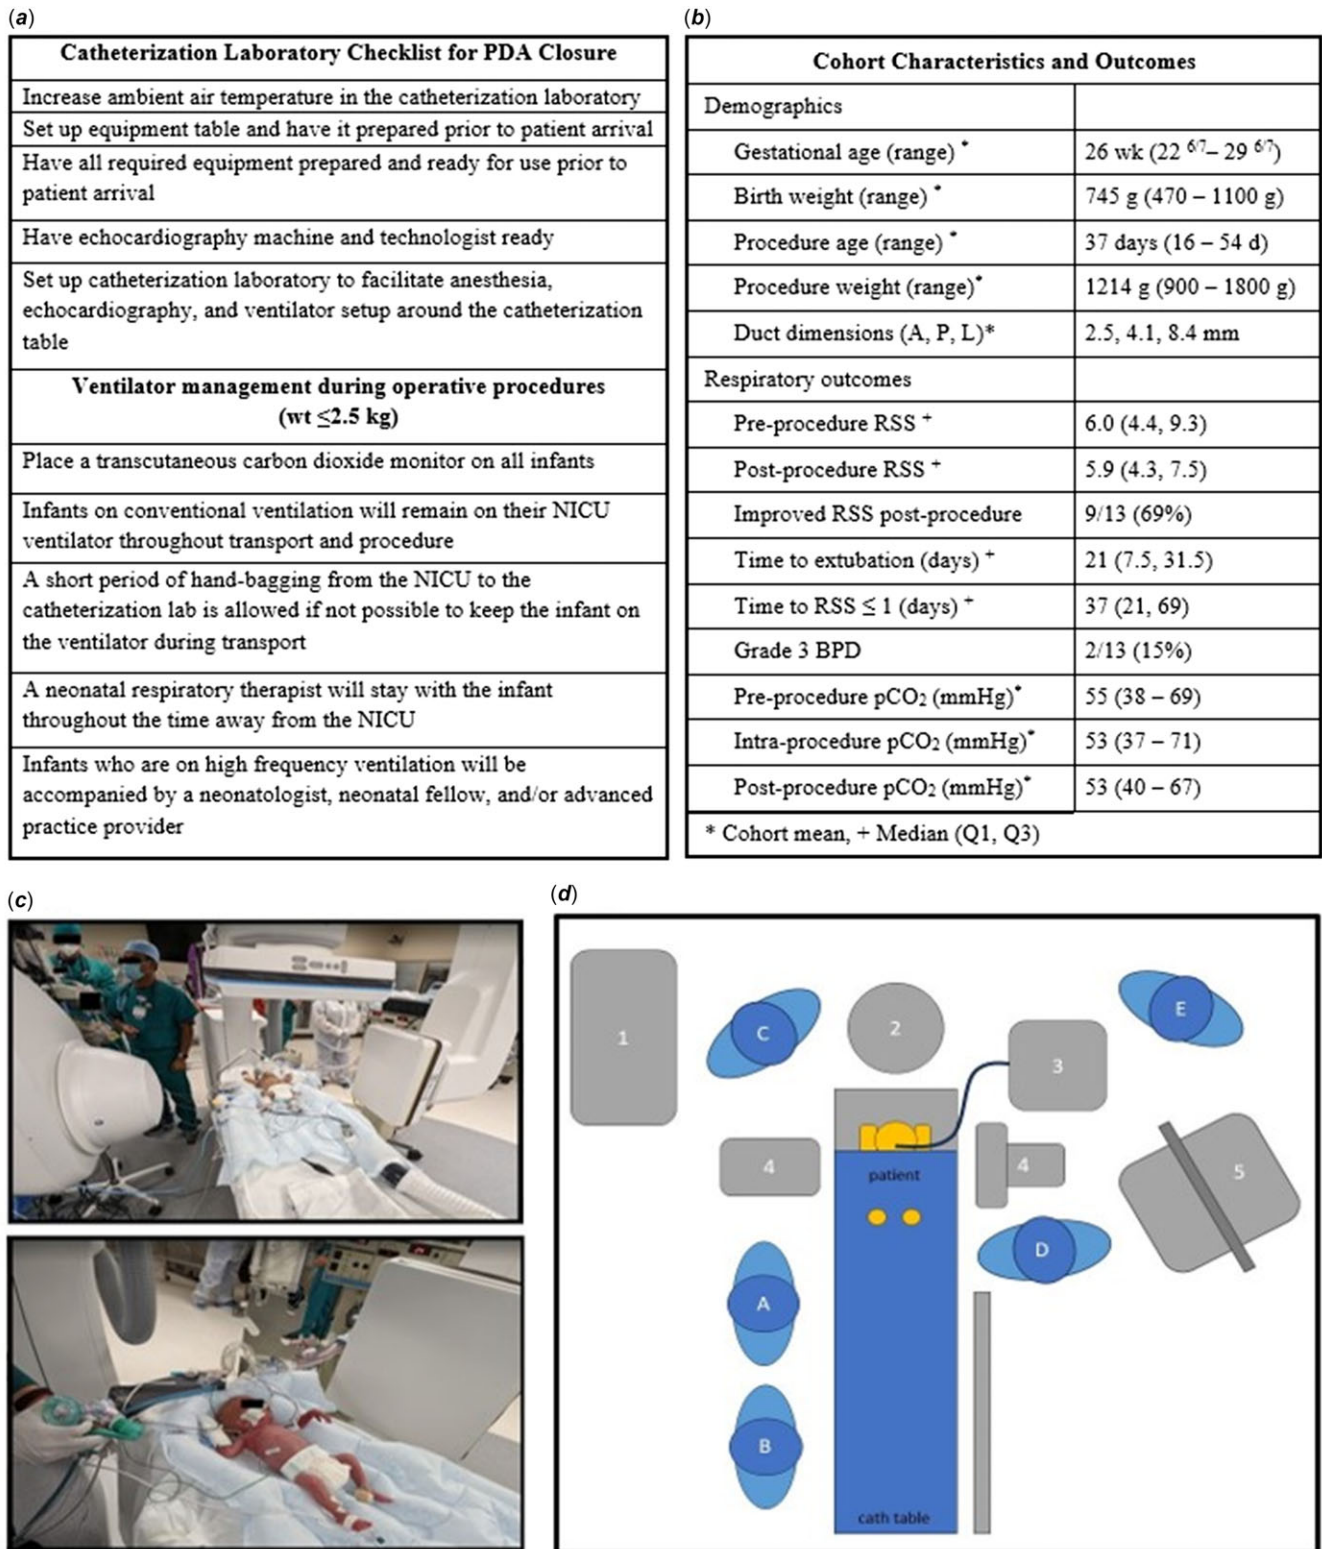 (a)
Catheterization Laboratory Checklist for PDA Closure
Increase ambient air temperature in the catheterization laboratory
Set up equipment table and have it prepared prior to patient arrival
Have all required equipment prepared and ready for use prior to
patient arrival
Have echocardiography machine and technologist ready
Set up catheterization laboratory to facilitate anesthesia,
echocardiography, and ventilator setup around the catheterization
table
Ventilator management during operative procedures
(wt ≤2.5 kg)
Place a transcutaneous carbon dioxide monitor on all infants
Infants on conventional ventilation will remain on their NICU
ventilator throughout transport and procedure
A short period of hand-bagging from the NICU to the
catheterization lab is allowed if not possible to keep the infant on
the ventilator during transport
A neonatal respiratory therapist will stay with the infant
throughout the time away from the NICU
Infants who are on high frequency ventilation will be
accompanied by a neonatologist, neonatal fellow, and/or advanced
practice provider
(b)
Cohort Characteristics and Outcomes
Demographics
Gestational age (range) * 26 wk (22 6/7– 29 6/7)
Birth weight (range) * 745 g (470 – 1100 g)
Procedure age (range) * 37 days (16 – 54 d)
Procedure weight (range)* 1214 g (900 – 1800 g)
Duct dimensions (A, P, L)* 2.5, 4.1, 8.4 mm
Respiratory outcomes
Pre-procedure RSS + 6.0 (4.4, 9.3)
Post-procedure RSS + 5.9 (4.3, 7.5)
Improved RSS post-procedure 9/13 (69%)
Time to extubation (days) + 21 (7.5, 31.5)
Time to RSS ≤ 1 (days) + 37 (21, 69)
Grade 3 BPD 2/13 (15%)
Pre-procedure pCO₂ (mmHg)* 55 (38 – 69)
Intra-procedure pCO₂ (mmHg)* 53 (37 – 71)
Post-procedure pCO₂ (mmHg)* 53 (40 – 67)
* Cohort mean, + Median (Q1, Q3)
(c)
(d)
1
C
2
3
E
4
patient
4
5
D
A
B
cath table